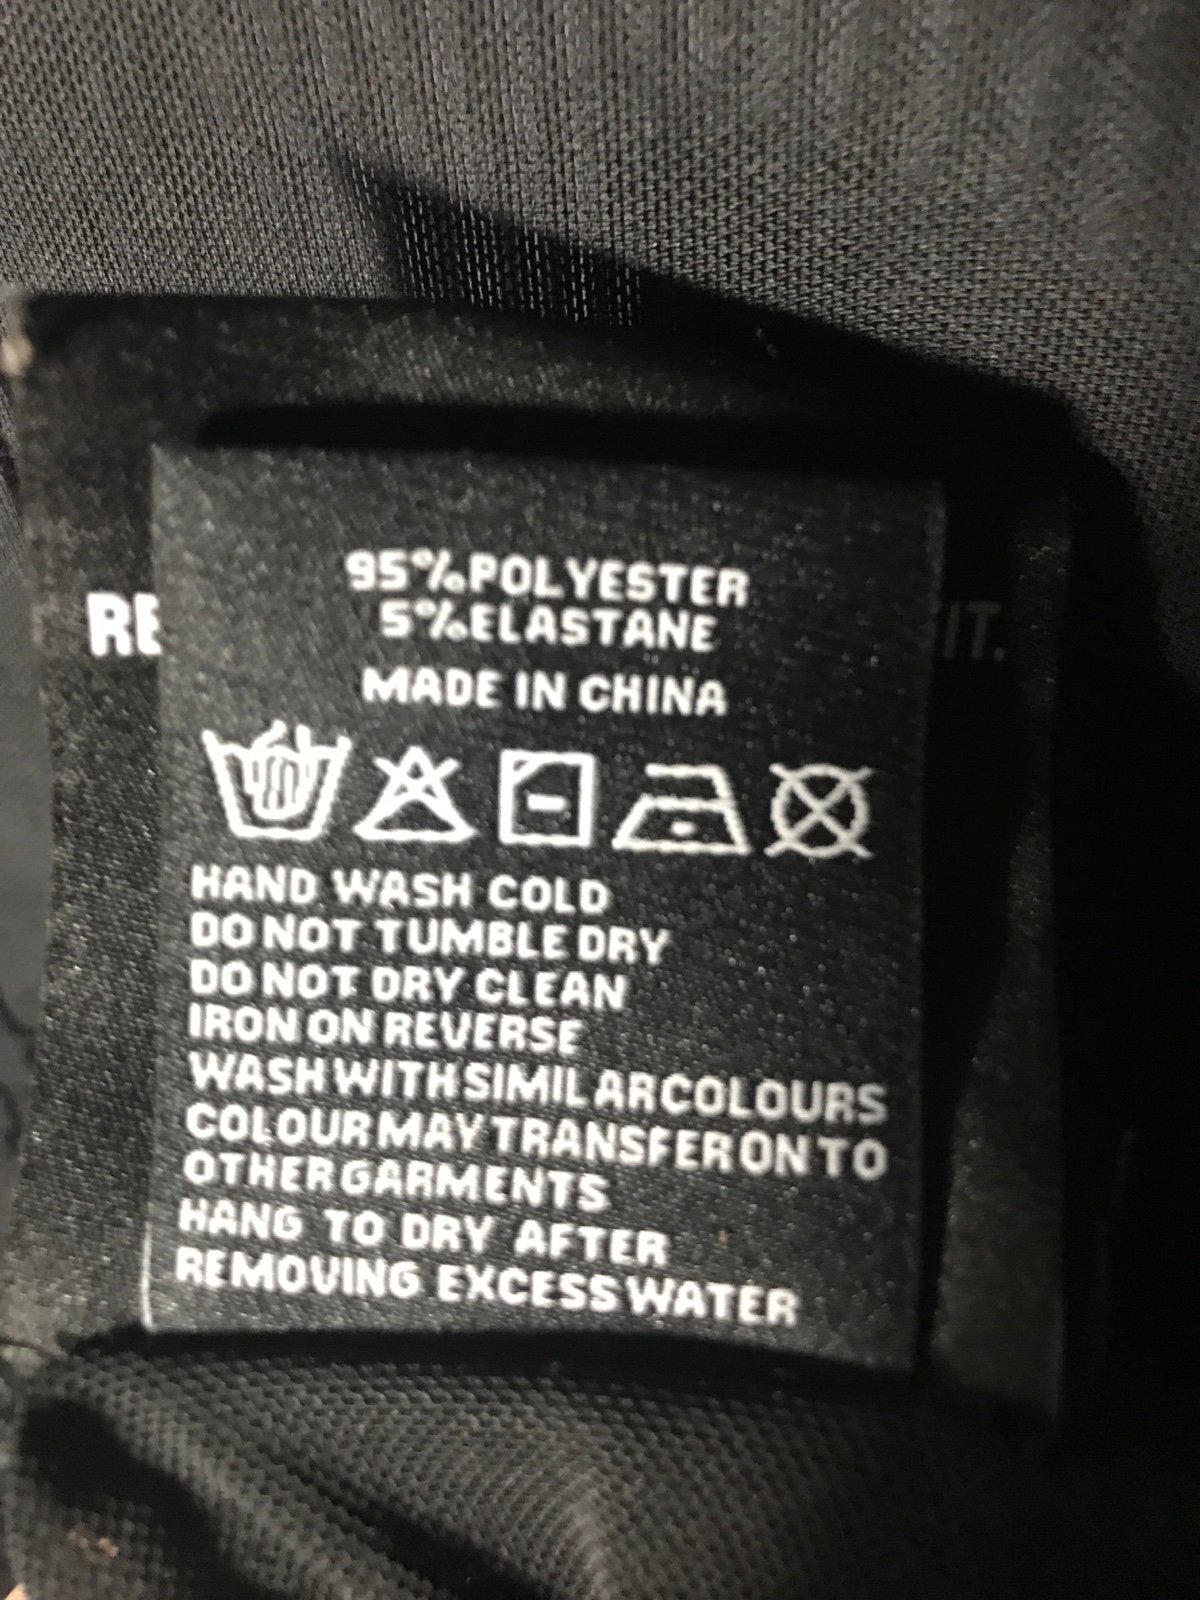 95%POLYESTER
5%ELASTANE
MADE IN CHINA
HAND WASH COLD
DO NOT TUMBLE DRY
DO NOT DRY CLEAN
IRON ON REVERSE
WASH WITH SIMILAR COLOURS
COLOUR MAY TRANSFER ON TO
OTHER GARMENTS
HANG TO DRY AFTER
REMOVING EXCESS WATER